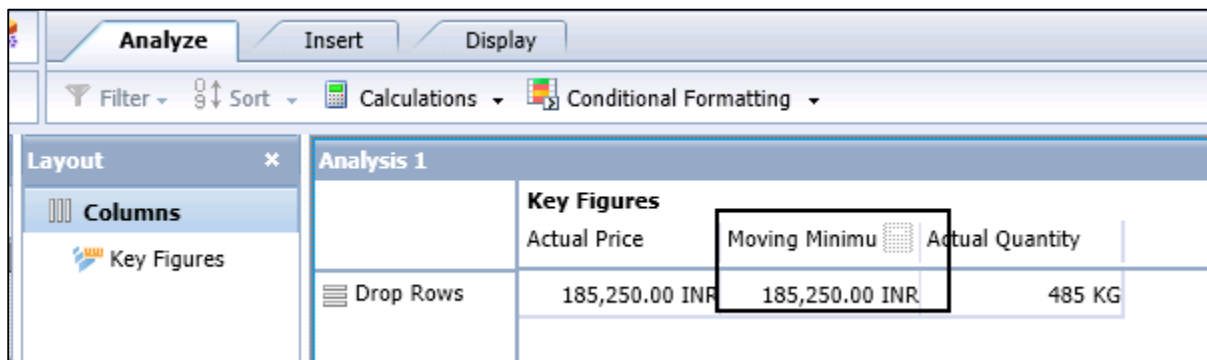 Analyze Insert Display
Filter Sort Calculations Conditional Formatting
Layout × Analysis 1
Columns
Key Figures
Key Figures
Actual Price Moving Minimu Actual Quantity
Drop Rows 185,250.00 INR 185,250.00 INR 485 KG